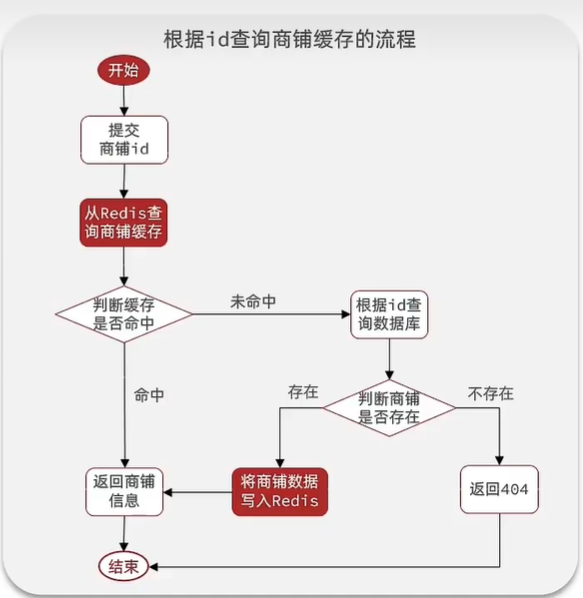 根据id查询商铺缓存的流程
开始
提交
商铺id
从Redis查
询商铺缓存
判断缓存
是否命中
未命中
根据id查
询数据库
命中
判断商铺
是否存在
存在
不存在
将商铺数据
写入Redis
返回商铺
信息
返回404
结束